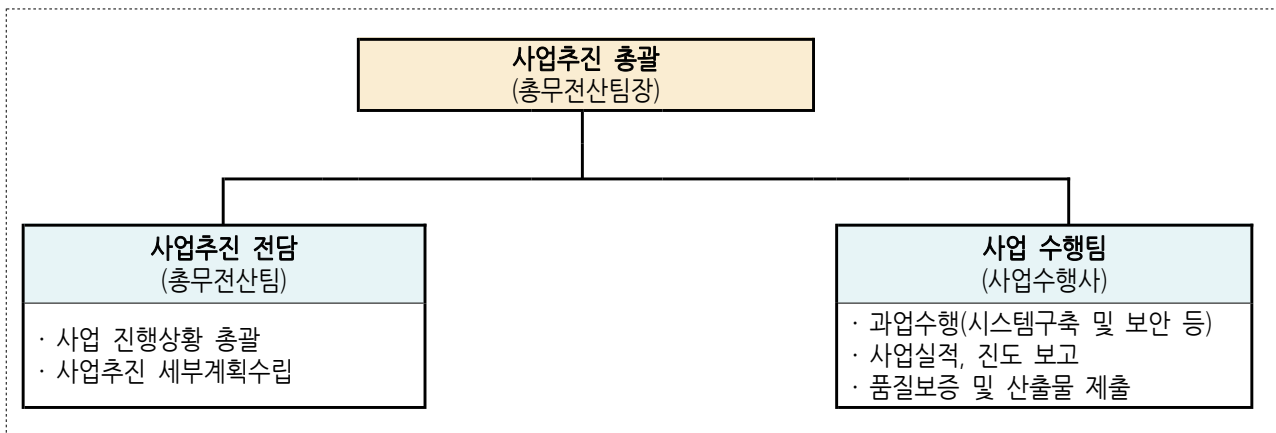 사업추진 총괄
(총무전산팀장)
사업추진 전담
(총무전산팀)
· 사업 진행상황 총괄
· 사업추진 세부계획수립
사업 수행팀
(사업수행사)
· 과업수행(시스템구축 및 보안 등)
· 사업실적, 진도 보고
· 품질보증 및 산출물 제출